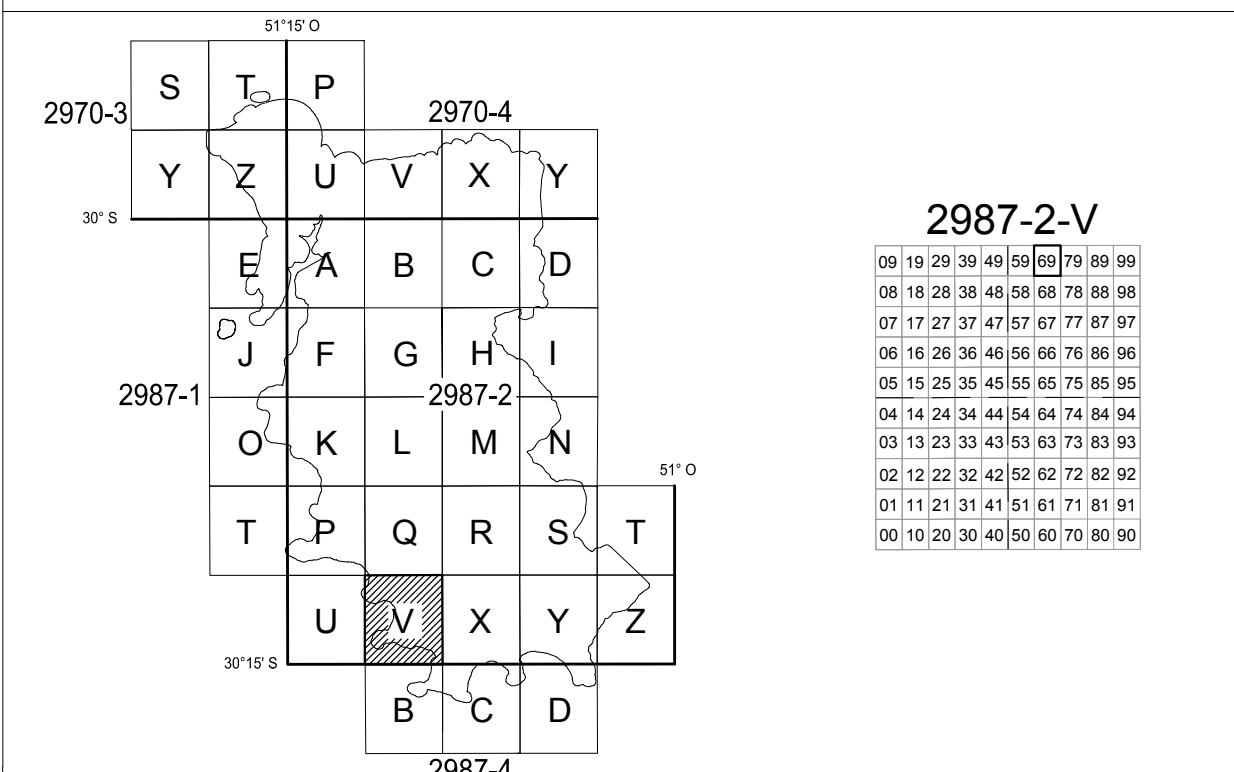 51°15' O
S T P
2970-3 2970-4
Y Z U V X Y
30° S
E A B C D
J F G H I
2987-1 2987-2
O K L M N
51° O
T P Q R S T
U V X Y Z
30°15' S
B C D
2987-4
2987-2-V
09 19 29 39 49 59 69 79 89 99
08 18 28 38 48 58 68 78 88 98
07 17 27 37 47 57 67 77 87 97
06 16 26 36 46 56 66 76 86 96
05 15 25 35 45 55 65 75 85 95
04 14 24 34 44 54 64 74 84 94
03 13 23 33 43 53 63 73 83 93
02 12 22 32 42 52 62 72 82 92
01 11 21 31 41 51 61 71 81 91
00 10 20 30 40 50 60 70 80 90